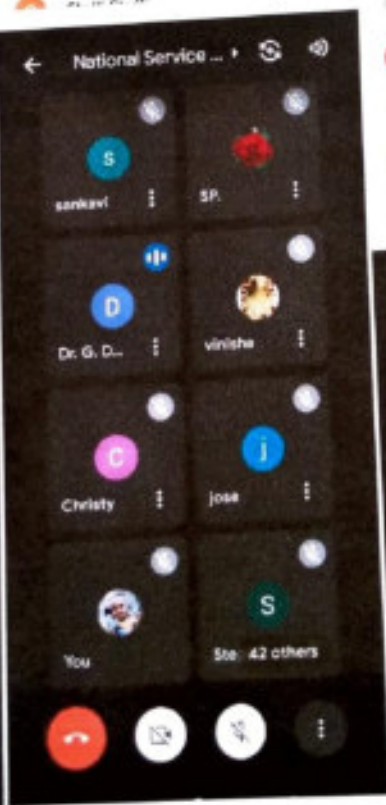 National Service ...
S
sankavi
SP.
D
Dr. G. D...
vinisha
C
Christy
j
jose
You
S
Ste 42 others